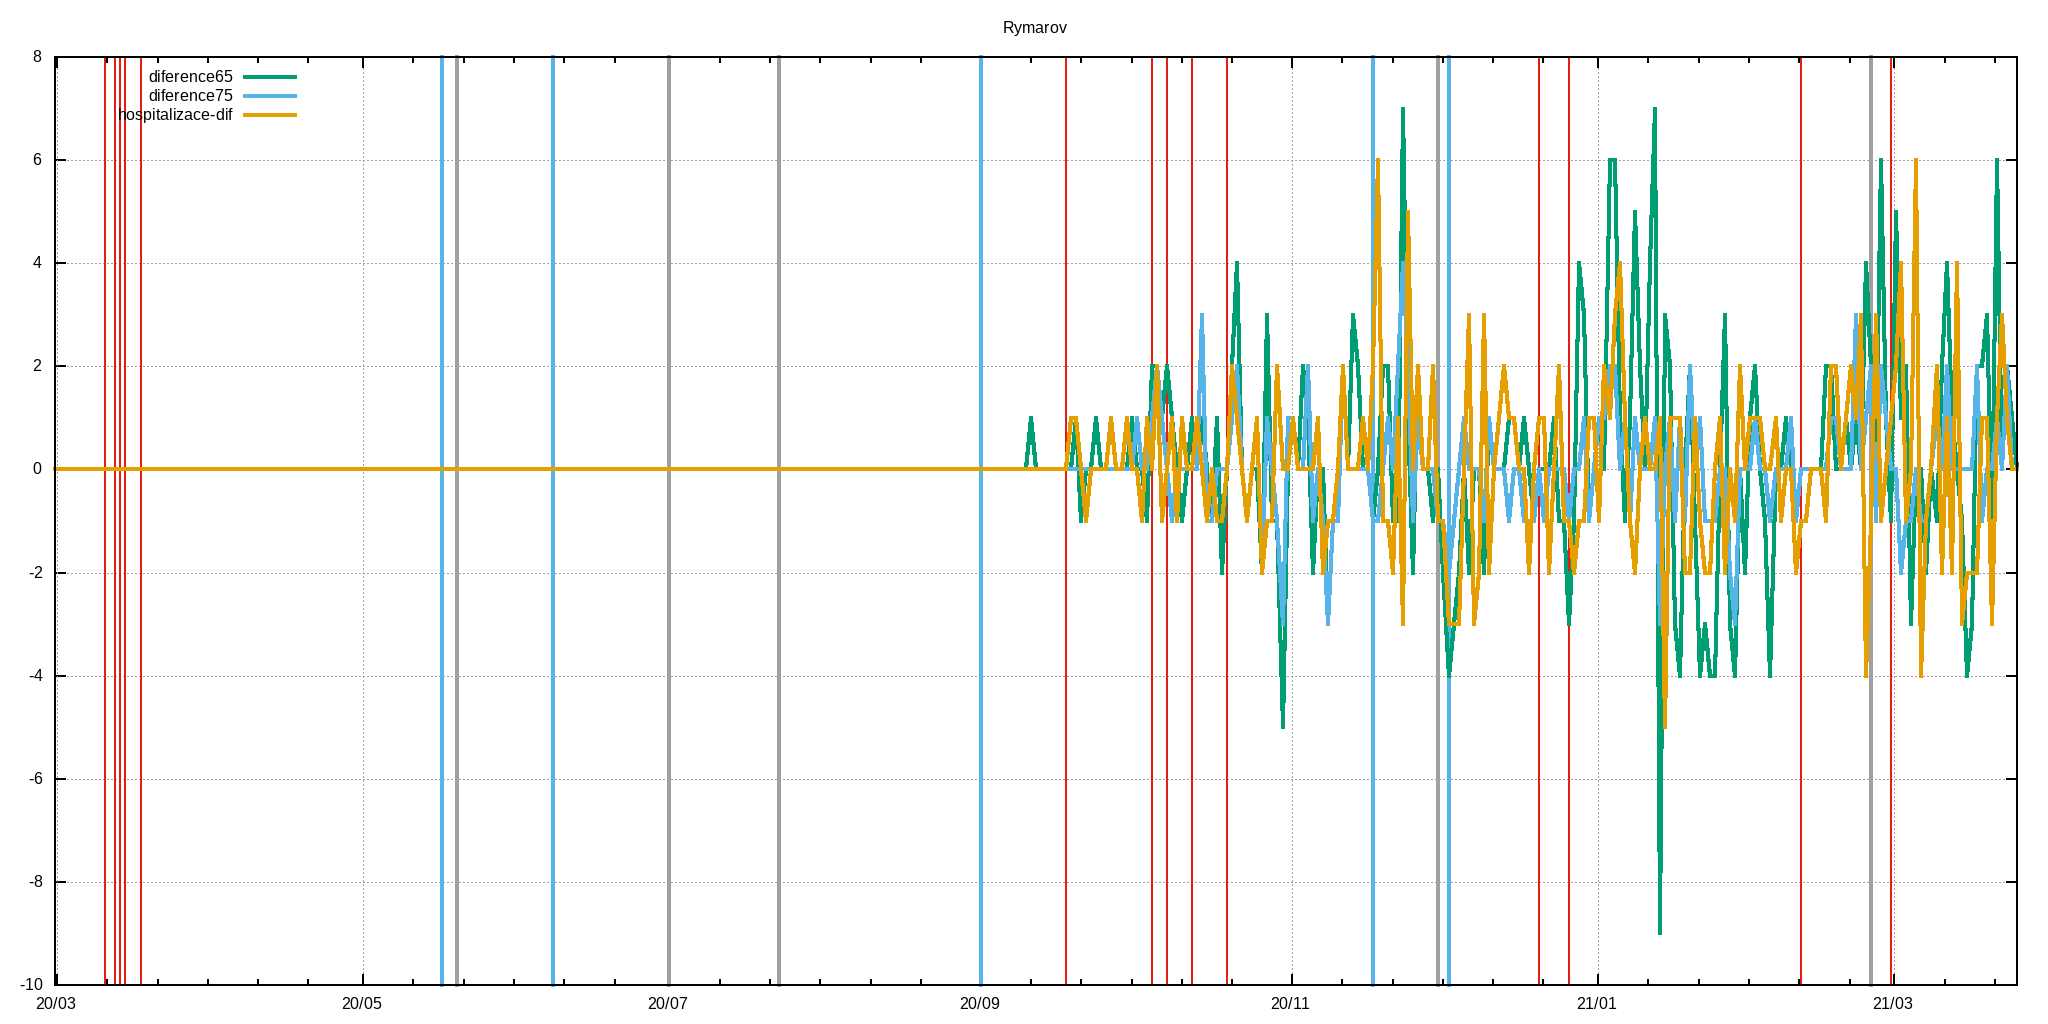 Rymarov
8
diference65
diference75
hospitalizace-dif
6
4
2
0
-2
-4
-6
-8
-10
20/03 20/05 20/07 20/09 20/11 21/01 21/03